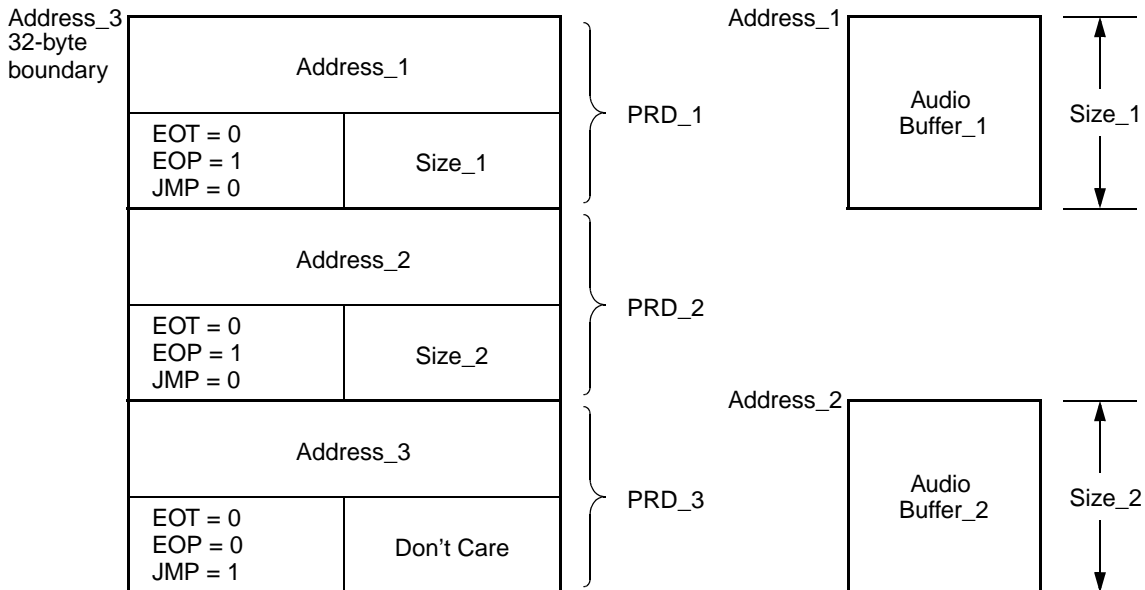 Address_3
32-byte
boundary
Address_1
EOT = 0
EOP = 1
JMP = 0
Size_1
PRD_1
Address_2
EOT = 0
EOP = 1
JMP = 0
Size_2
PRD_2
Address_3
EOT = 0
EOP = 0
JMP = 1
Don't Care
PRD_3
Address_1
Audio
Buffer_1
Size_1
Address_2
Audio
Buffer_2
Size_2